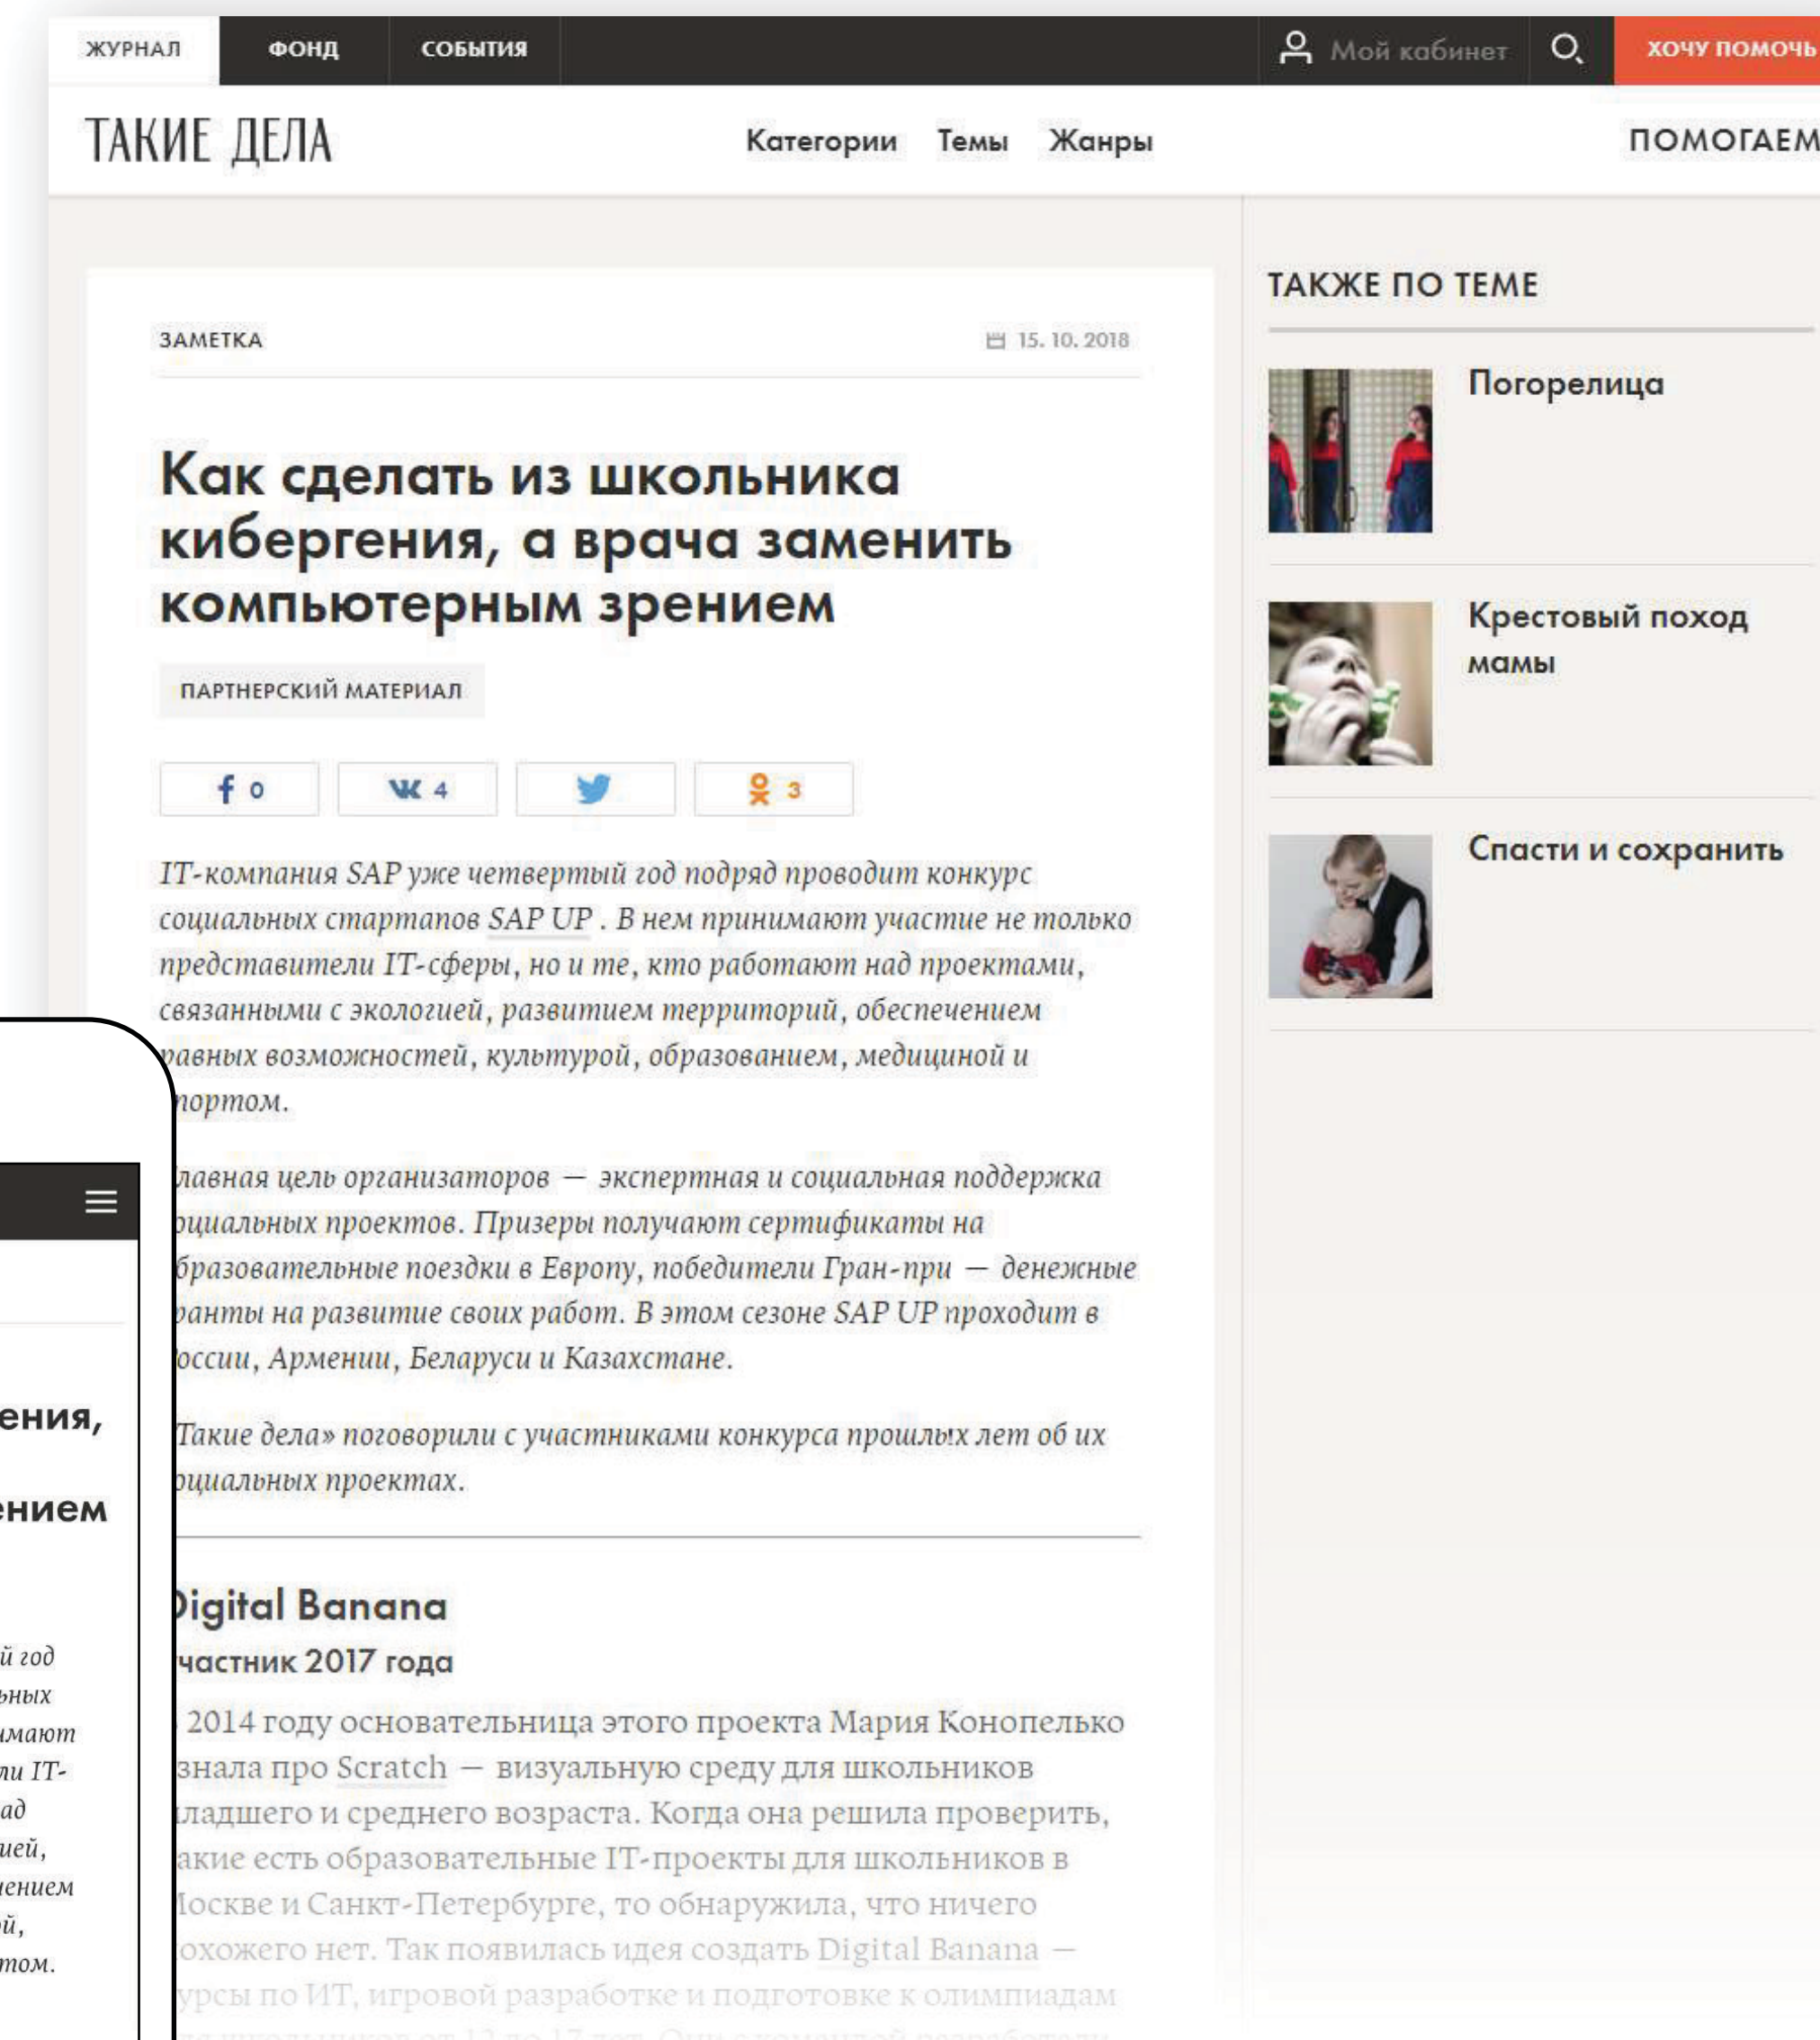 ЖУРНАЛ ФОНД СОБЫТИЯ Мой кабинет ХОЧУ ПОМОЧЬ
ТАКИЕ ДЕЛА Категории Темы Жанры ПОМОГАЕМ
ЗАМЕТКА 15. 10. 2018
Как сделать из школьника
кибергения, а врача заменить
компьютерным зрением
ПАРТНЕРСКИЙ МАТЕРИАЛ
0 4 3
IT-компания SAP уже четвертый год подряд проводит конкурс
социальных стартапов SAP UP . В нем принимают участие не только
представители IT-сферы, но и те, кто работают над проектами,
связанными с экологией, развитием территорий, обеспечением
равных возможностей, культурой, образованием, медициной и
портом.
лавная цель организаторов — экспертная и социальная поддержка
оциальных проектов. Призеры получают сертификаты на
бразовательные поездки в Европу, победители Гран-при — денежные
ранты на развитие своих работ. В этом сезоне SAP UP проходит в
оссии, Армении, Беларуси и Казахстане.
Такие дела» поговорили с участниками конкурса прошлых лет об их
оциальных проектах.
Digital Banana
частник 2017 года
2014 году основательница этого проекта Мария Конопелько
знала про Scratch — визуальную среду для школьников
ладшего и среднего возраста. Когда она решила проверить,
акие есть образовательные IT-проекты для школьников в
Москве и Санкт-Петербурге, то обнаружила, что ничего
охожего нет. Так появилась идея создать Digital Banana —
урсы по ИТ, игровой разработке и подготовке к олимпиадам
ТАКЖЕ ПО ТЕМЕ
Погорелица
Крестовый поход
мамы
Спасти и сохранить
ения,
ением
й год
ьных
имают
ли IT-
ад
ией,
чением
ой,
том.